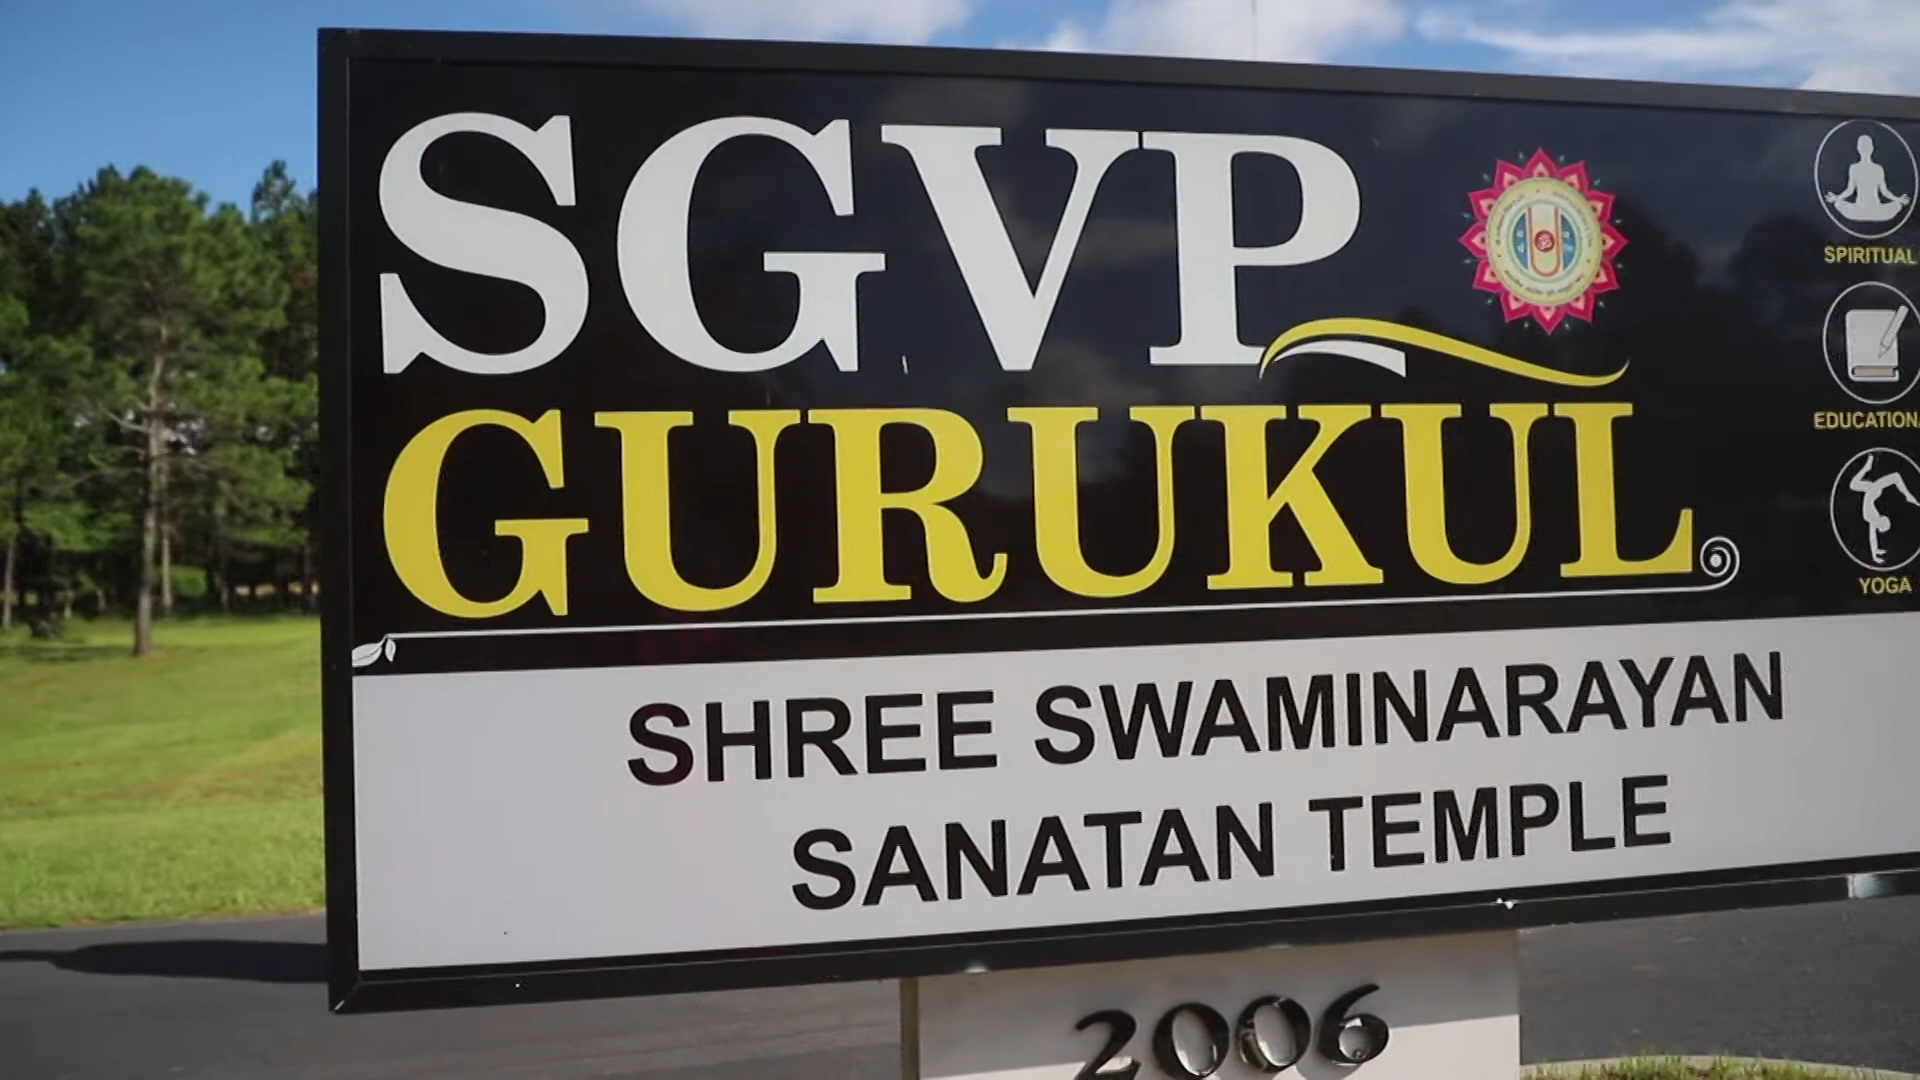 SGVP
GURUKUL
SHREE SWAMINARAYAN
SANATAN TEMPLE
2006
SPIRITUAL
EDUCATIONA
YOGA